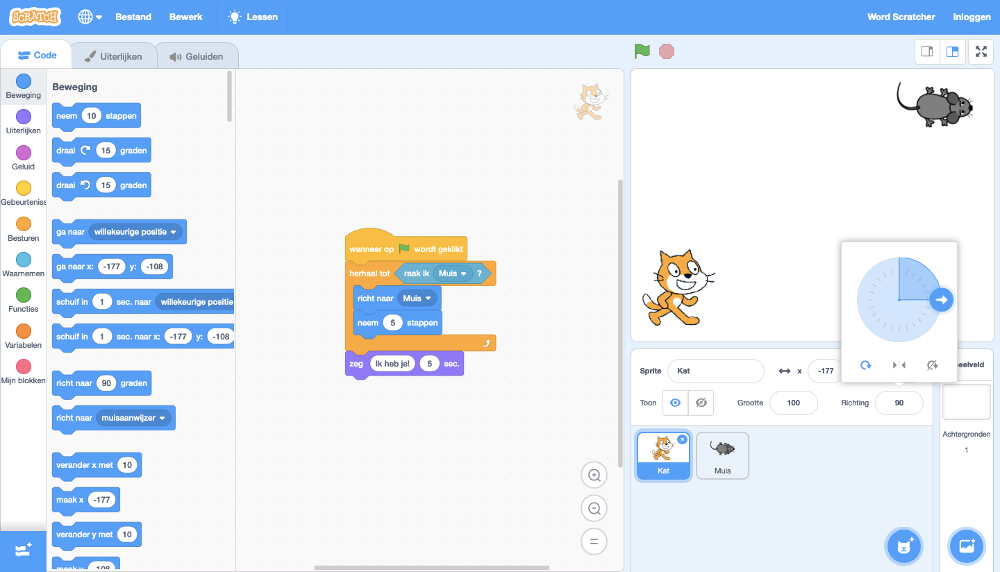 SCRATCH
Bestand
Bewerk
Lessen
Word Scratcher
Inloggen
Code
Uiterlijken
Geluiden
Beweging
Uiterlijken
Geluid
Gebeurteniss
Besturen
Waarnemen
Functies
Variabelen
Mijn blokken
Beweging
neem 10 stappen
draai 15 graden
draai 15 graden
ga naar willekeurige positie
ga naar x: -177 y: -108
schuif in 1 sec. naar willekeurige positie
schuif in 1 sec. naar x: -177 y: -108
richt naar 90 graden
richt naar muisaanwijzer
verander x met 10
maak x -177
verander y met 10
maak y -108
wanneer op wordt geklikt
herhaal tot raak ik Muis ?
richt naar Muis
neem 5 stappen
zeg Ik heb je! 5 sec.
Sprite Kat x -177
Toon Grootte 100 Richting 90
Kat
Muis
eelveld
Achtergronden
1